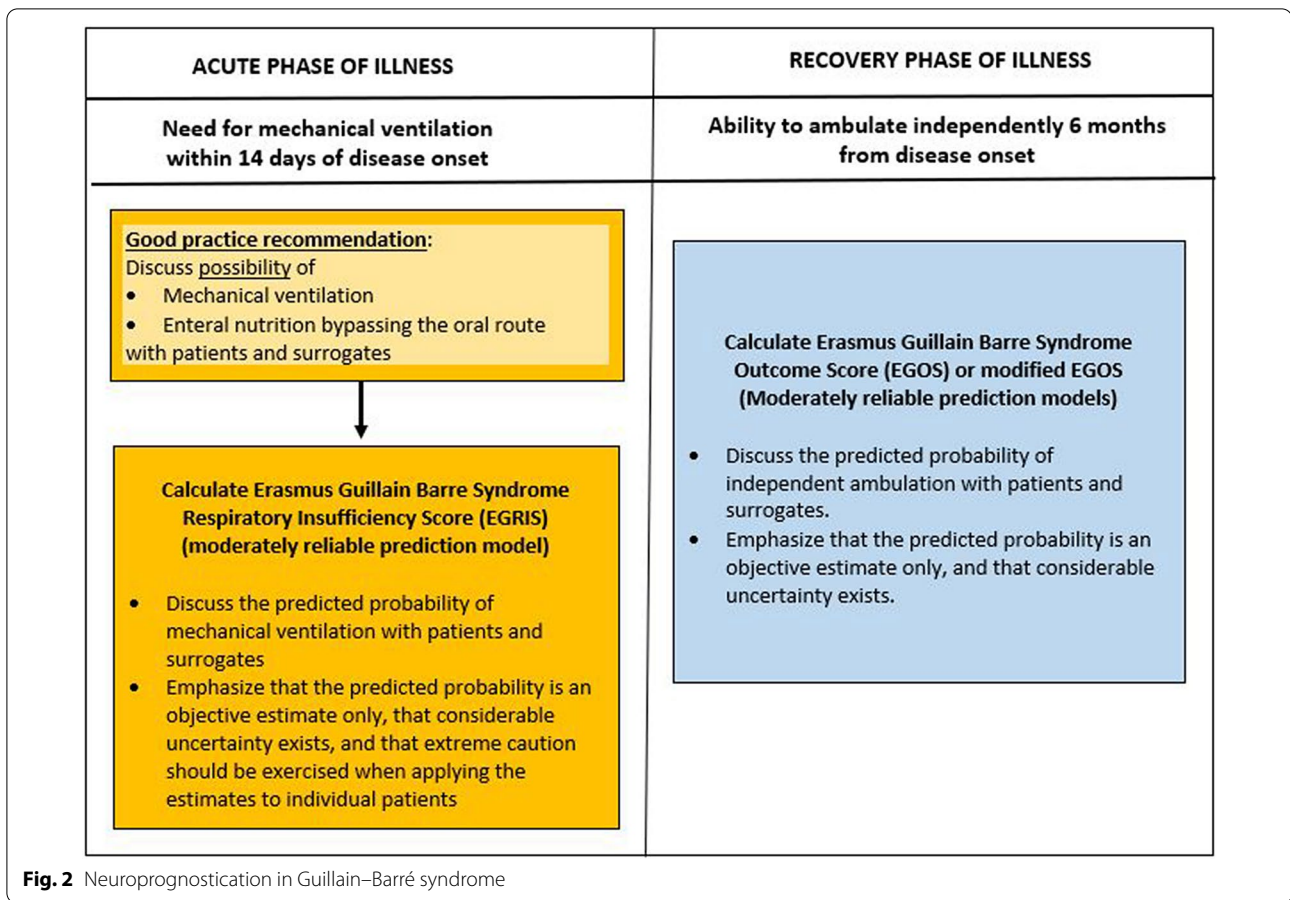 ACUTE PHASE OF ILLNESS
Need for mechanical ventilation
within 14 days of disease onset
Good practice recommendation:
Discuss possibility of
• Mechanical ventilation
• Enteral nutrition bypassing the oral route
with patients and surrogates
Calculate Erasmus Guillain Barre Syndrome
Respiratory Insufficiency Score (EGRIS)
(moderately reliable prediction model)
• Discuss the predicted probability of
mechanical ventilation with patients and
surrogates
• Emphasize that the predicted probability is an
objective estimate only, that considerable
uncertainty exists, and that extreme caution
should be exercised when applying the
estimates to individual patients
RECOVERY PHASE OF ILLNESS
Ability to ambulate independently 6 months
from disease onset
Calculate Erasmus Guillain Barre Syndrome
Outcome Score (EGOS) or modified EGOS
(Moderately reliable prediction models)
• Discuss the predicted probability of
independent ambulation with patients and
surrogates.
• Emphasize that the predicted probability is an
objective estimate only, and that considerable
uncertainty exists.
Fig. 2 Neuroprognostication in Guillain–Barré syndrome